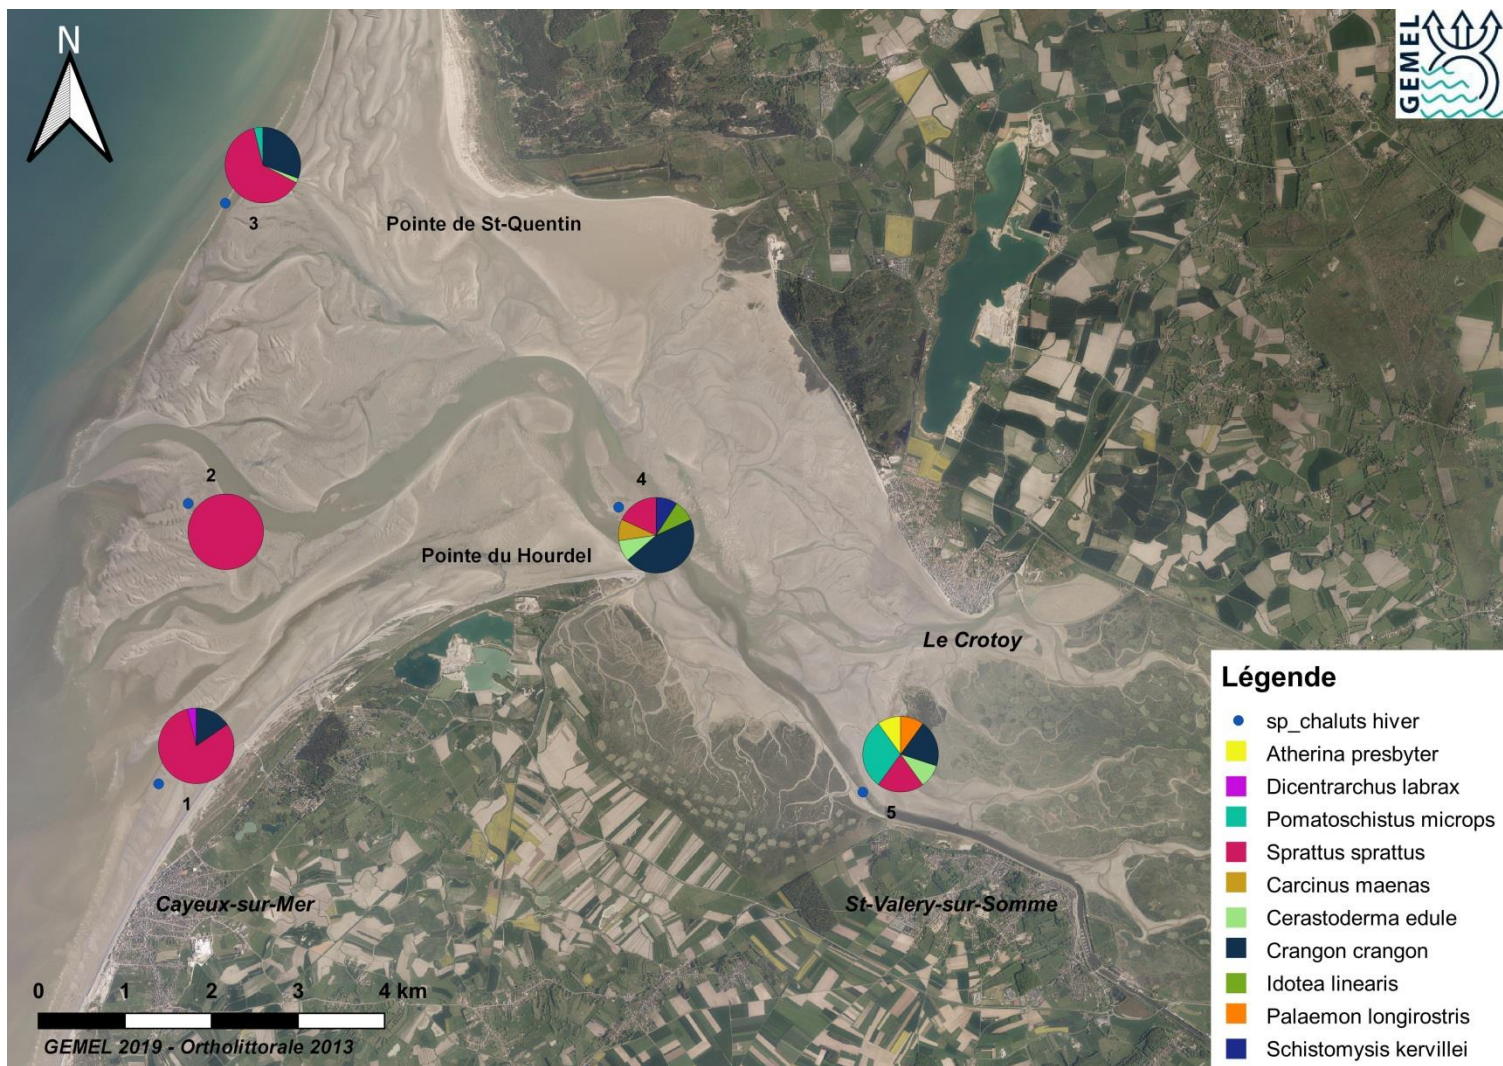 N
GEMEL
3
Pointe de St-Quentin
2
4
Pointe du Hourdel
Le Crotoy
1
5
Cayeux-sur-Mer
St-Valery-sur-Somme
0 1 2 3 4 km
GEMEL 2019 - Ortholittorale 2013
Légende
sp_chaluts hiver
Atherina presbyter
Dicentrarchus labrax
Pomatoschistus microps
Sprattus sprattus
Carcinus maenas
Cerastoderma edule
Crangon crangon
Idotea linearis
Palaemon longirostris
Schistomysis kervillei